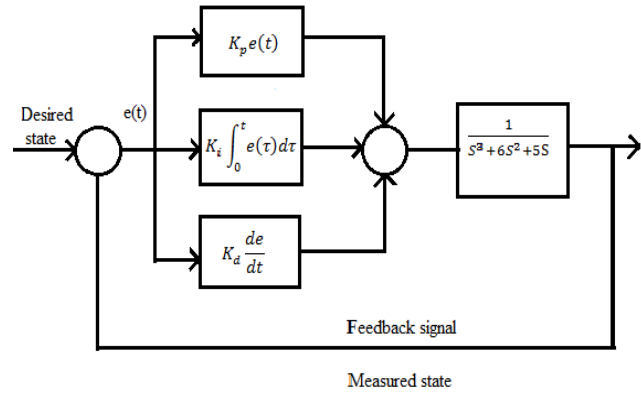 K_p e(t)
Desired
state
e(t)
K_i ∫_0^t e(τ)dτ
1
S³+6S²+5S
K_d de/dt
Feedback signal
Measured state